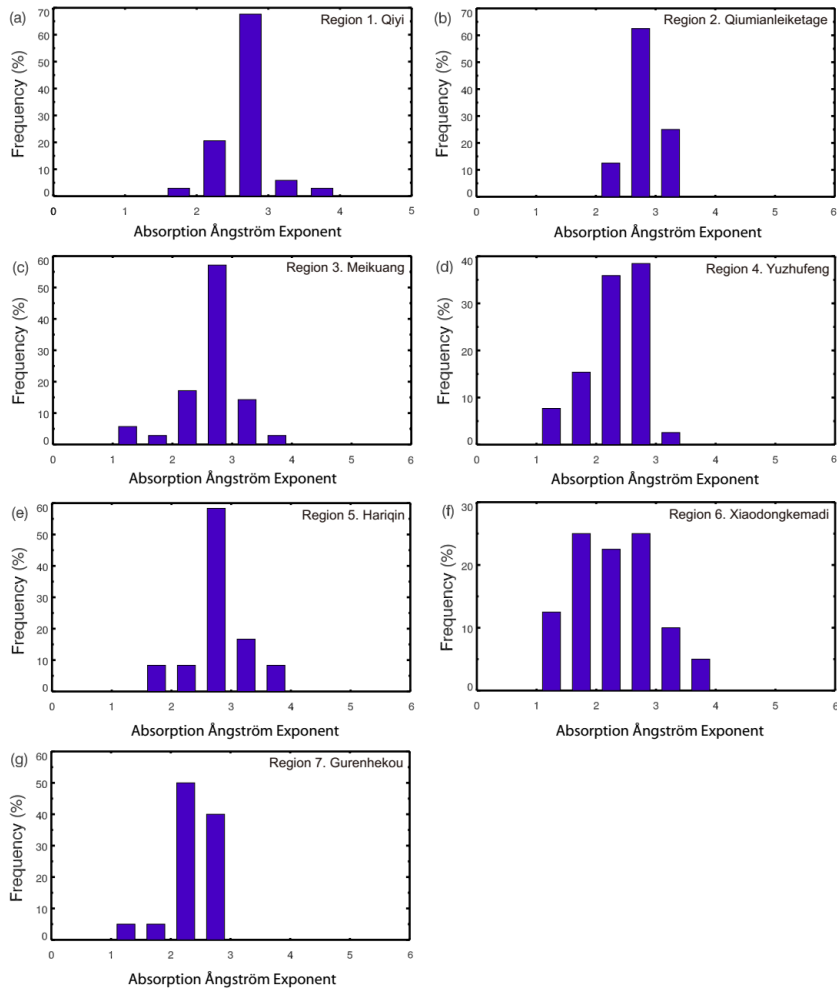 (a)
Region 1. Qiyi
Frequency (%)
70
60
50
40
30
20
10
0
0 1 2 3 4 5
Absorption Ångström Exponent
(b)
Region 2. Qiumianleiketage
Frequency (%)
70
60
50
40
30
20
10
0
0 1 2 3 4 5 6
Absorption Ångström Exponent
(c)
Region 3. Meikuang
Frequency (%)
60
50
40
30
20
10
0
0 1 2 3 4 5 6
Absorption Ångström Exponent
(d)
Region 4. Yuzhufeng
Frequency (%)
40
30
20
10
0
0 1 2 3 4 5 6
Absorption Ångström Exponent
(e)
Region 5. Hariqin
Frequency (%)
60
50
40
30
20
10
0
0 1 2 3 4 5 6
Absorption Ångström Exponent
(f)
Region 6. Xiaodongkemadi
Frequency (%)
30
20
10
0
0 1 2 3 4 5 6
Absorption Ångström Exponent
(g)
Region 7. Gurenhekou
Frequency (%)
60
50
40
30
20
10
0
0 1 2 3 4 5 6
Absorption Ångström Exponent